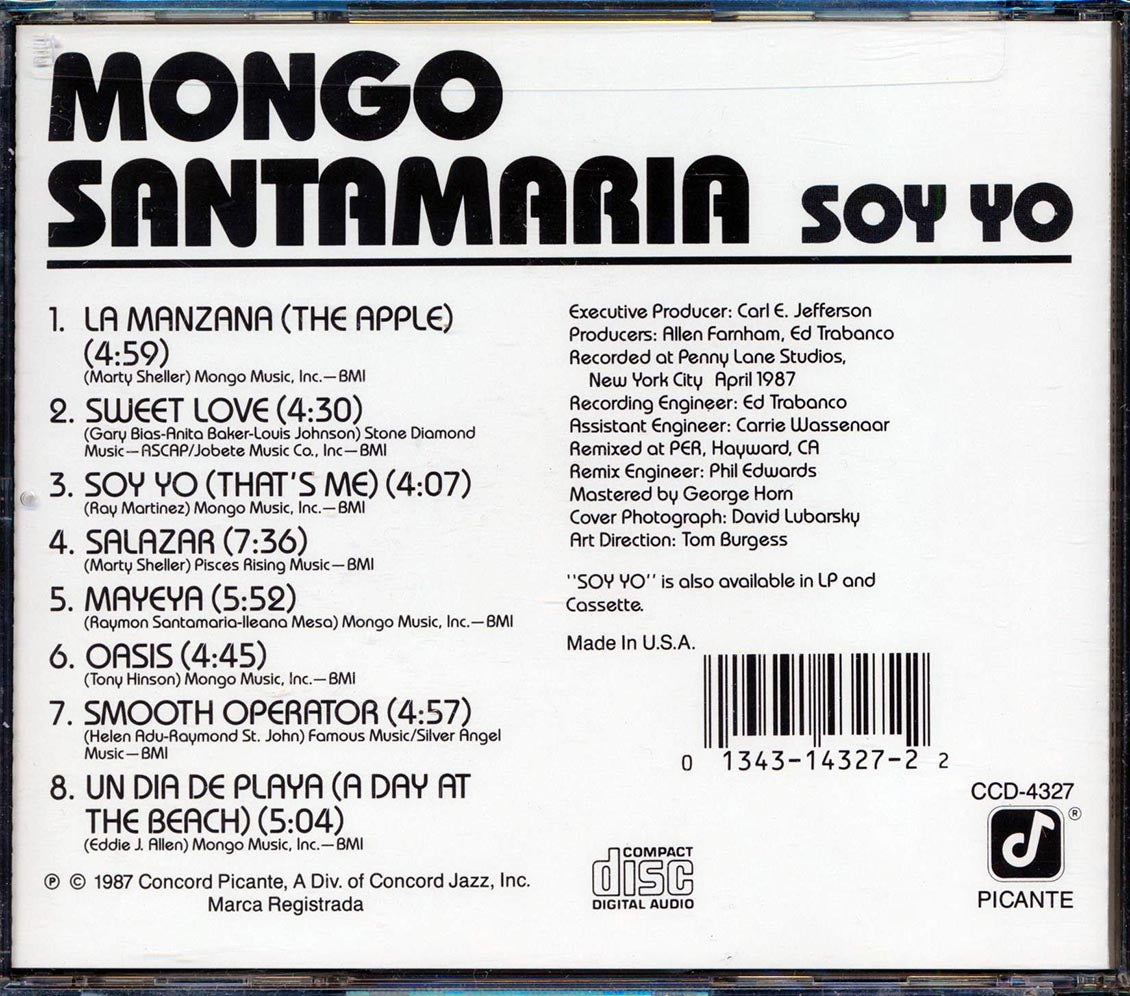 MONGO
SANTAMARIA SOY YO
1. LA MANZANA (THE APPLE)
(4:59)
(Marty Sheller) Mongo Music, Inc.—BMI
2. SWEET LOVE (4:30)
(Gary Bias-Anita Baker-Louis Johnson) Stone Diamond
Music—ASCAP/Jobete Music Co., Inc—BMI
3. SOY YO (THAT'S ME) (4:07)
(Ray Martinez) Mongo Music, Inc.—BMI
4. SALAZAR (7:36)
(Marty Sheller) Pisces Rising Music—BMI
5. MAYEYA (5:52)
(Raymon Santamaria-Ileana Mesa) Mongo Music, Inc.—BMI
6. OASIS (4:45)
(Tony Hinson) Mongo Music, Inc.—BMI
7. SMOOTH OPERATOR (4:57)
(Helen Adu-Raymond St. John) Famous Music/Silver Angel
Music—BMI
8. UN DIA DE PLAYA (A DAY AT
THE BEACH) (5:04)
(Eddie J. Allen) Mongo Music, Inc.—BMI
℗ © 1987 Concord Picante, A Div. of Concord Jazz, Inc.
Marca Registrada
Executive Producer: Carl E. Jefferson
Producers: Allen Farnham, Ed Trabanco
Recorded at Penny Lane Studios,
New York City April 1987
Recording Engineer: Ed Trabanco
Assistant Engineer: Carrie Wassenaar
Remixed at PER, Hayward, CA
Remix Engineer: Phil Edwards
Mastered by George Horn
Cover Photograph: David Lubarsky
Art Direction: Tom Burgess
"SOY YO" is also available in LP and
Cassette.
Made In U.S.A.
0 13431-14327-2 2
CCD-4327
®
PICANTE
COMPACT
disc
DIGITAL AUDIO